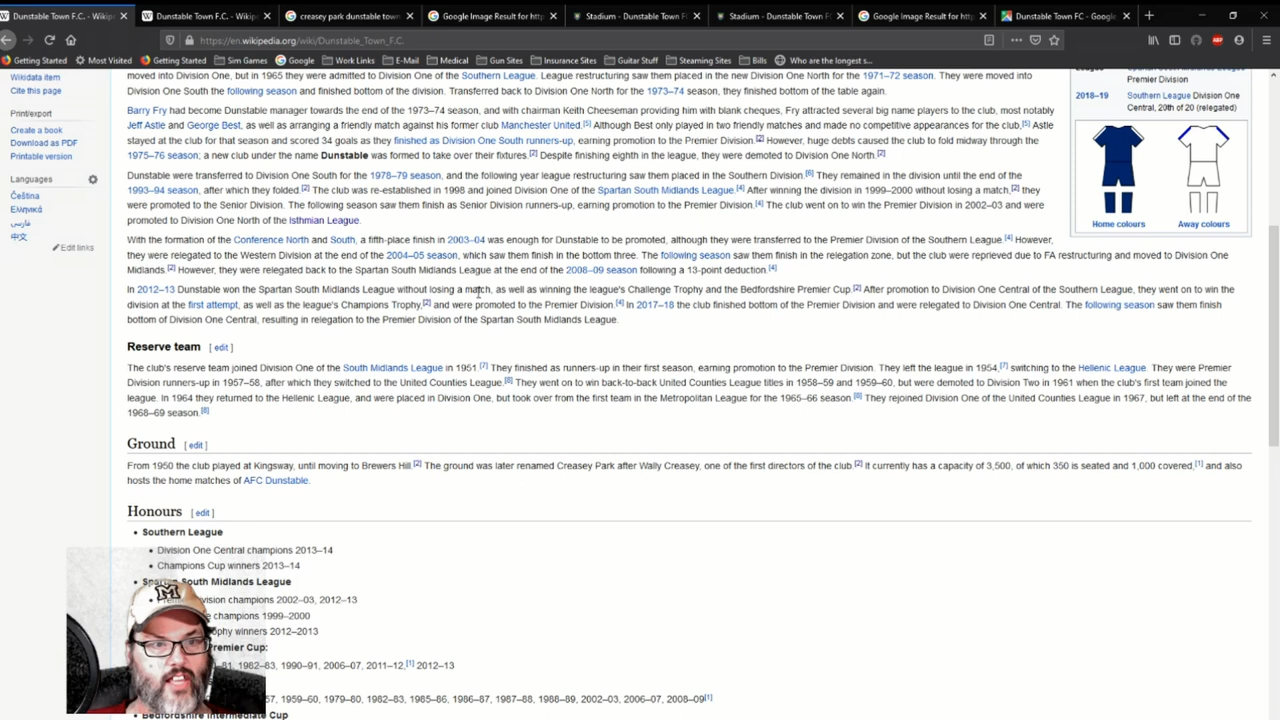 Dunstable Town F.C. - Wikip
Dunstable Town F.C. - Wikipe
creasey park dunstable town
Google Image Result for http
Stadium - Dunstable Town FC
Stadium - Dunstable Town FC
Google Image Result for http
Dunstable Town FC - Google
https://en.wikipedia.org/wiki/Dunstable_Town_F.C.
Getting Started Most Visited Getting Started Sim Games Google Work Links E-Mail Medical Gun Sites Insurance Sites Guitar Stuff Steaming Sites Bills Who are the longest s...
Wikidata item
Cite this page
Print/export
Create a book
Download as PDF
Printable version
Languages
Čeština
Ελληνικά
فارسی
中文
Edit links
moved into Division One, but in 1965 they were admitted to Division One of the Southern League. League restructuring saw them placed in the new Division One North for the 1971–72 season. They were moved into
Division One South the following season and finished bottom of the division. Transferred back to Division One North for the 1973–74 season, they finished bottom of the table again.
Barry Fry had become Dunstable manager towards the end of the 1973–74 season, and with chairman Keith Cheeseman providing him with blank cheques, Fry attracted several big name players to the club, most notably
Jeff Astle and George Best, as well as arranging a friendly match against his former club Manchester United.[5] Although Best only played in two friendly matches and made no competitive appearances for the club,[5] Astle
stayed at the club for that season and scored 34 goals as they finished as Division One South runners-up, earning promotion to the Premier Division.[2] However, huge debts caused the club to fold midway through the
1975–76 season; a new club under the name Dunstable was formed to take over their fixtures.[2] Despite finishing eighth in the league, they were demoted to Division One North.[2]
Dunstable were transferred to Division One South for the 1978–79 season, and the following year league restructuring saw them placed in the Southern Division.[6] They remained in the division until the end of the
1993–94 season, after which they folded.[2] The club was re-established in 1998 and joined Division One of the Spartan South Midlands League.[4] After winning the division in 1999–2000 without losing a match,[2] they
were promoted to the Senior Division. The following season saw them finish as Senior Division runners-up, earning promotion to the Premier Division.[4] The club went on to win the Premier Division in 2002–03 and were
promoted to Division One North of the Isthmian League.
With the formation of the Conference North and South, a fifth-place finish in 2003–04 was enough for Dunstable to be promoted, although they were transferred to the Premier Division of the Southern League.[4] However,
they were relegated to the Western Division at the end of the 2004–05 season, which saw them finish in the bottom three. The following season saw them finish in the relegation zone, but the club were reprieved due to FA restructuring and moved to Division One
Midlands.[2] However, they were relegated back to the Spartan South Midlands League at the end of the 2008–09 season following a 13-point deduction.[4]
In 2012–13 Dunstable won the Spartan South Midlands League without losing a match, as well as winning the league's Challenge Trophy and the Bedfordshire Premier Cup.[2] After promotion to Division One Central of the Southern League, they went on to win the
division at the first attempt, as well as the league's Champions Trophy,[2] and were promoted to the Premier Division.[4] In 2017–18 the club finished bottom of the Premier Division and were relegated to Division One Central. The following season saw them finish
bottom of Division One Central, resulting in relegation to the Premier Division of the Spartan South Midlands League.
Premier Division
2018–19 Southern League Division One
Central, 20th of 20 (relegated)
Home colours Away colours
Reserve team [ edit ]
The club's reserve team joined Division One of the South Midlands League in 1951.[7] They finished as runners-up in their first season, earning promotion to the Premier Division. They left the league in 1954,[7] switching to the Hellenic League. They were Premier
Division runners-up in 1957–58, after which they switched to the United Counties League.[8] They went on to win back-to-back United Counties League titles in 1958–59 and 1959–60, but were demoted to Division Two in 1961 when the club's first team joined the
league. In 1964 they returned to the Hellenic League, and were placed in Division One, but took over from the first team in the Metropolitan League for the 1965–66 season.[8] They rejoined Division One of the United Counties League in 1967, but left at the end of the
1968–69 season.[8]
Ground [ edit ]
From 1950 the club played at Kingsway, until moving to Brewers Hill.[2] The ground was later renamed Creasey Park after Wally Creasey, one of the first directors of the club.[2] It currently has a capacity of 3,500, of which 350 is seated and 1,000 covered,[1] and also
hosts the home matches of AFC Dunstable.
Honours [ edit ]
• Southern League
• Division One Central champions 2013–14
• Champions Cup winners 2013–14
• Spartan South Midlands League
• Premier Division champions 2002–03, 2012–13
champions 1999–2000
Trophy winners 2012–2013
Premier Cup:
81, 1982–83, 1990–91, 2006–07, 2011–12,[1] 2012–13
57, 1959–60, 1979–80, 1982–83, 1985–86, 1986–87, 1987–88, 1988–89, 2002–03, 2006–07, 2008–09[1]
• Bedfordshire Intermediate Cup
M